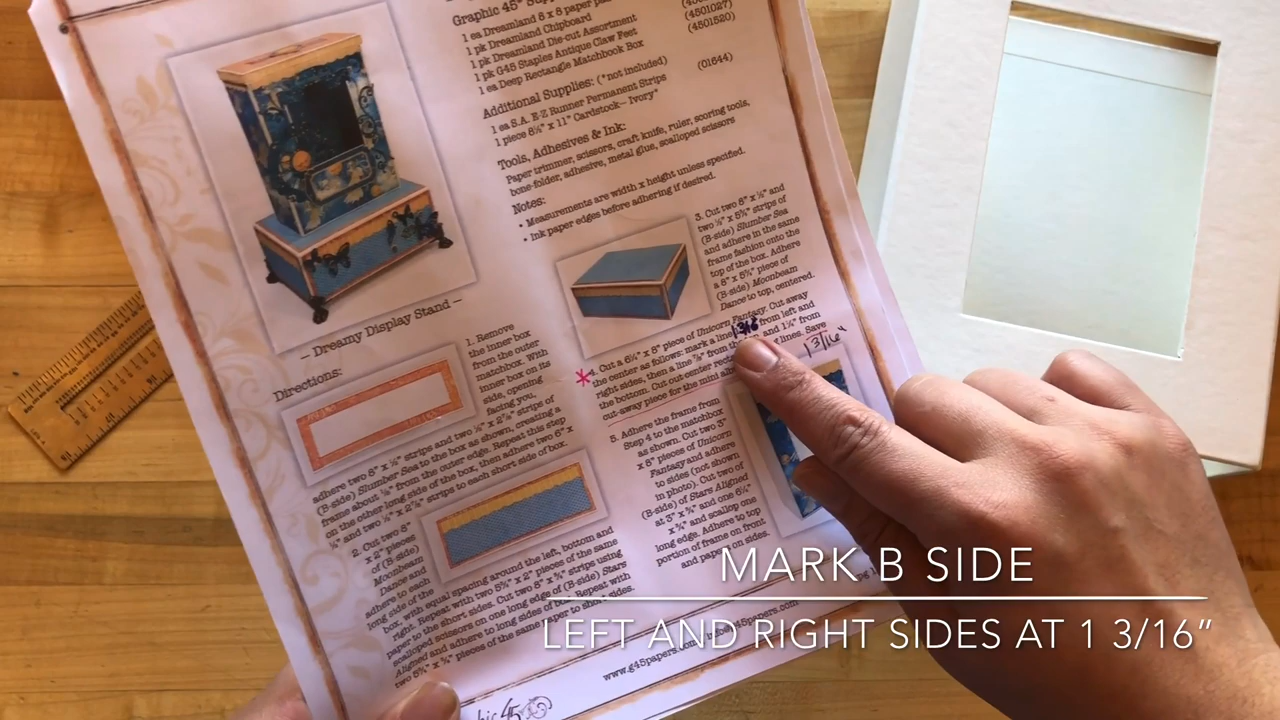 Graphic 45®
1 ea Dreamland 8 x 8 paper
1 pk Dreamland Chipboard
1 pk Dreamland Die-cut Assortment (4501027)
1 pk G45 Staples Antique Claw Feet (4501520)
1 ea Deep Rectangle Matchbook Box
Additional Supplies: (*not included)
1 ea S.A. E-Z Runner Permanent Strips (01644)
1 piece 8½" x 11" Cardstock— Ivory*
Tools, Adhesives & Ink:
Paper trimmer, scissors, craft knife, ruler, scoring tools,
bone-folder, adhesive, metal glue, scalloped scissors
Notes:
• Measurements are width x height unless specified.
• Ink paper edges before adhering if desired.
— Dreamy Display Stand —
Directions:
1. Remove
the inner box
from the outer
matchbox. With
inner box on its
side, opening
facing you,
adhere two 8" x ½" strips and two ½" x 2⅞" strips of
(B-side) Slumber Sea to the box as shown, creating a
frame about ⅛" from the outer edge. Repeat this step
on the other long side of the box, then adhere two 6" x
½" and two ½" x 2⅞" strips to each short side of box.
2. Cut two 8"
x 2" pieces
of (B-side)
Moonbeam
Dance and
adhere to each
long side of the
box, with equal spacing around the left, bottom and
right. Repeat with two 5¾" x 2" pieces of the same
paper to the short sides. Cut two 8" x ¾" strips using
scalloped scissors on one long edge of (B-side) Stars
Aligned and adhere to long sides of box. Repeat with
two 5¾" x ¾" pieces of the same paper to short sides.
3. Cut two 8" x ½" and
two ½" x 5¾" strips of
(B-side) Slumber Sea
and adhere in the same
frame fashion onto the
top of the box. Adhere
a 8" x 5¾" piece of
(B-side) Moonbeam
Dance to top, centered.
Cut a 6¼" x 8" piece of Unicorn Fantasy. Cut away
the center as follows: mark a line from left and
right sides, then a line ⅞" from and 1¼" from
the bottom. Cut out center lines. Save
cut-away piece for the mini
1 3/16"
5. Adhere the frame from
Step 4 to the matchbox
as shown. Cut two 3"
x 8" pieces of Unicorn
Fantasy and adhere
to sides (not shown
in photo). Cut two of
(B-side) of Stars Aligned
at 3" x ¾" and one 6¼"
x ¾" and scallop one
long edge. Adhere to top
portion of frame on front
and paper on sides.
www.g45papers.com
MARK B SIDE
LEFT AND RIGHT SIDES AT 1 3/16”